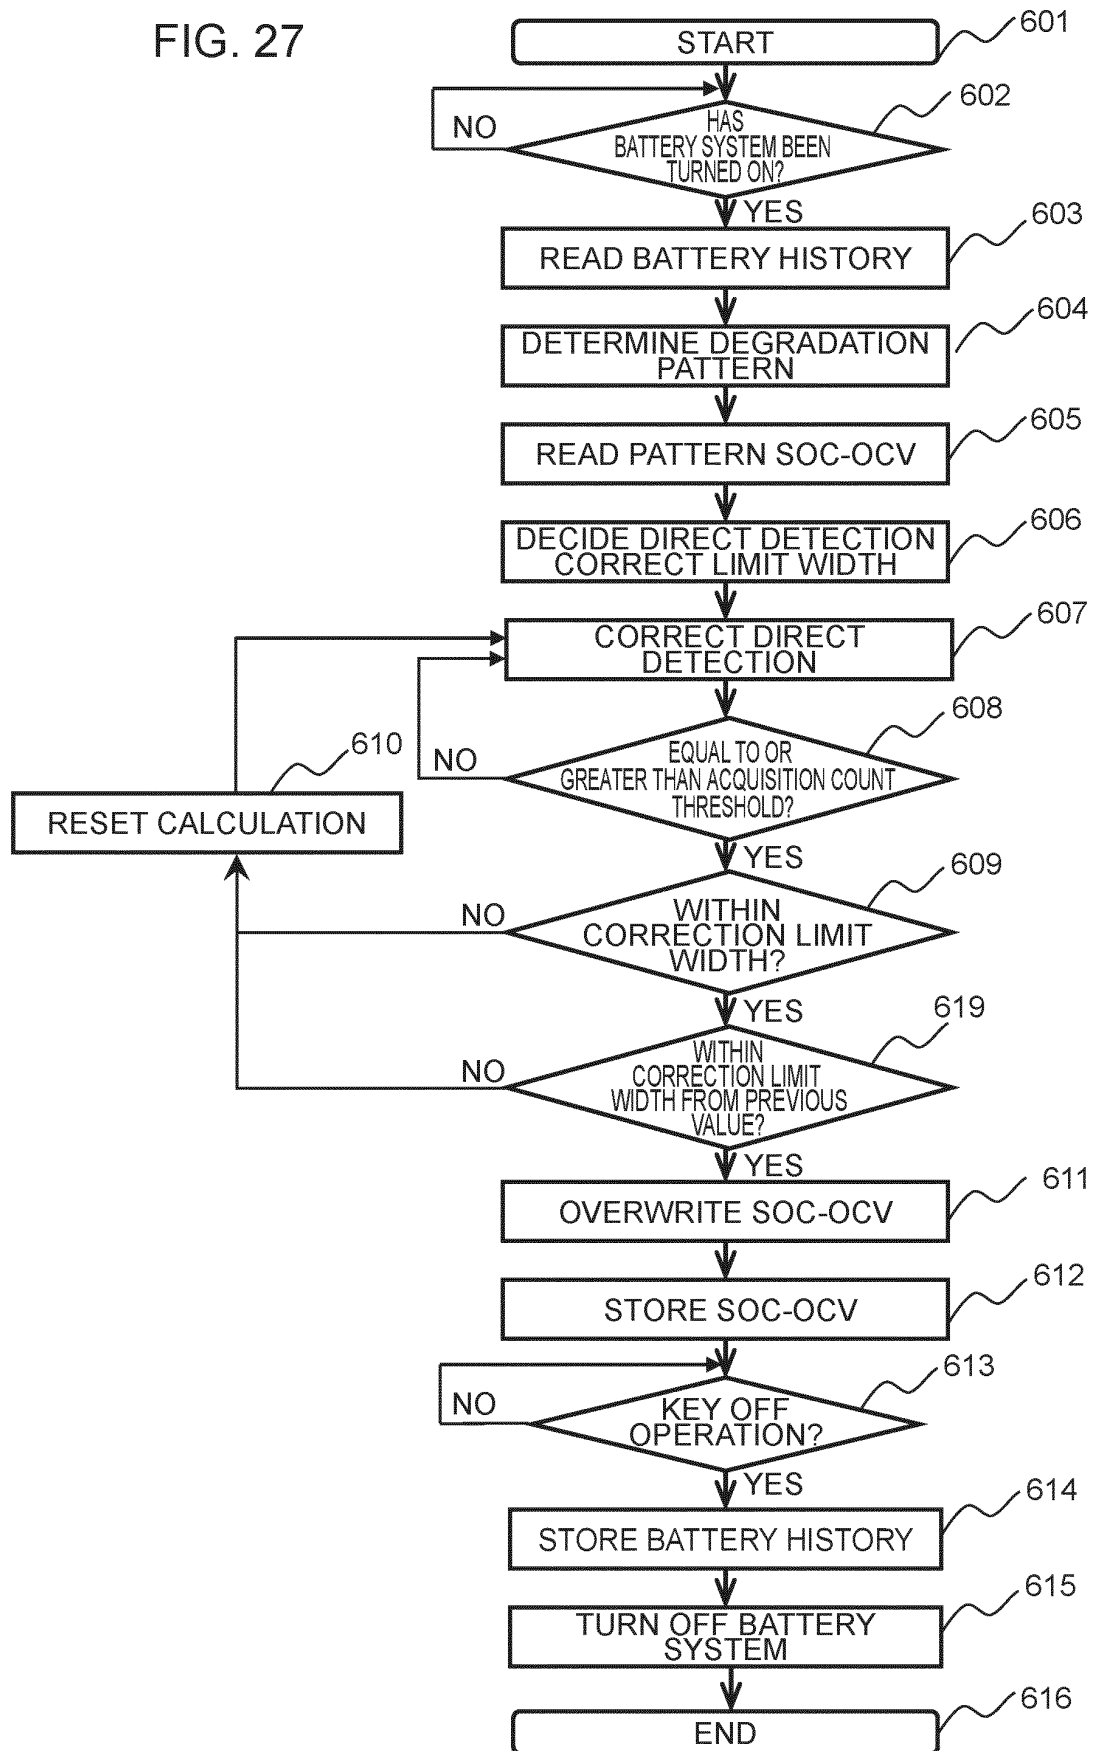 FIG. 27
START
601
HAS
BATTERY SYSTEM BEEN
TURNED ON?
602
NO
YES
READ BATTERY HISTORY
603
DETERMINE DEGRADATION
PATTERN
604
READ PATTERN SOC-OCV
605
DECIDE DIRECT DETECTION
CORRECT LIMIT WIDTH
606
CORRECT DIRECT
DETECTION
607
EQUAL TO OR
GREATER THAN ACQUISITION COUNT
THRESHOLD?
608
NO
610
RESET CALCULATION
YES
WITHIN
CORRECTION LIMIT
WIDTH?
609
NO
YES
WITHIN
CORRECTION LIMIT
WIDTH FROM PREVIOUS
VALUE?
619
NO
YES
OVERWRITE SOC-OCV
611
STORE SOC-OCV
612
KEY OFF
OPERATION?
613
NO
YES
STORE BATTERY HISTORY
614
TURN OFF BATTERY
SYSTEM
615
END
616